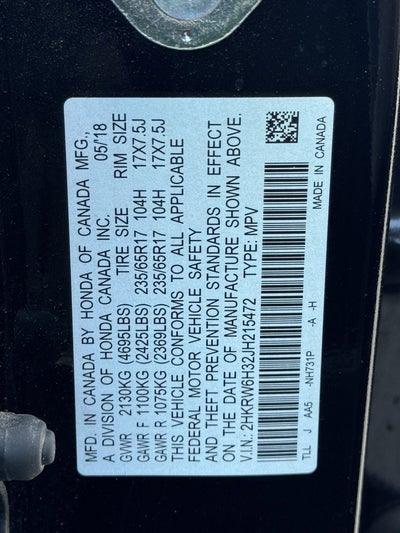 MFD. IN CANADA BY HONDA OF CANADA MFG.,
A DIVISION OF HONDA CANADA INC. 05/18
TIRE SIZE RIM SIZE
GVWR 2130KG (4695LBS)
GAWR F 1100KG (2425LBS) 235/65R17 104H 17X7.5J
GAWR R 1075KG (2369LBS) 235/65R17 104H 17X7.5J
THIS VEHICLE CONFORMS TO ALL APPLICABLE
FEDERAL MOTOR VEHICLE SAFETY
AND THEFT PREVENTION STANDARDS IN EFFECT
ON THE DATE OF MANUFACTURE SHOWN ABOVE.
V.I.N.: 2HKRW6H32JH215472 TYPE: MPV
TLL J AA5 -NH731P -A -H MADE IN CANADA